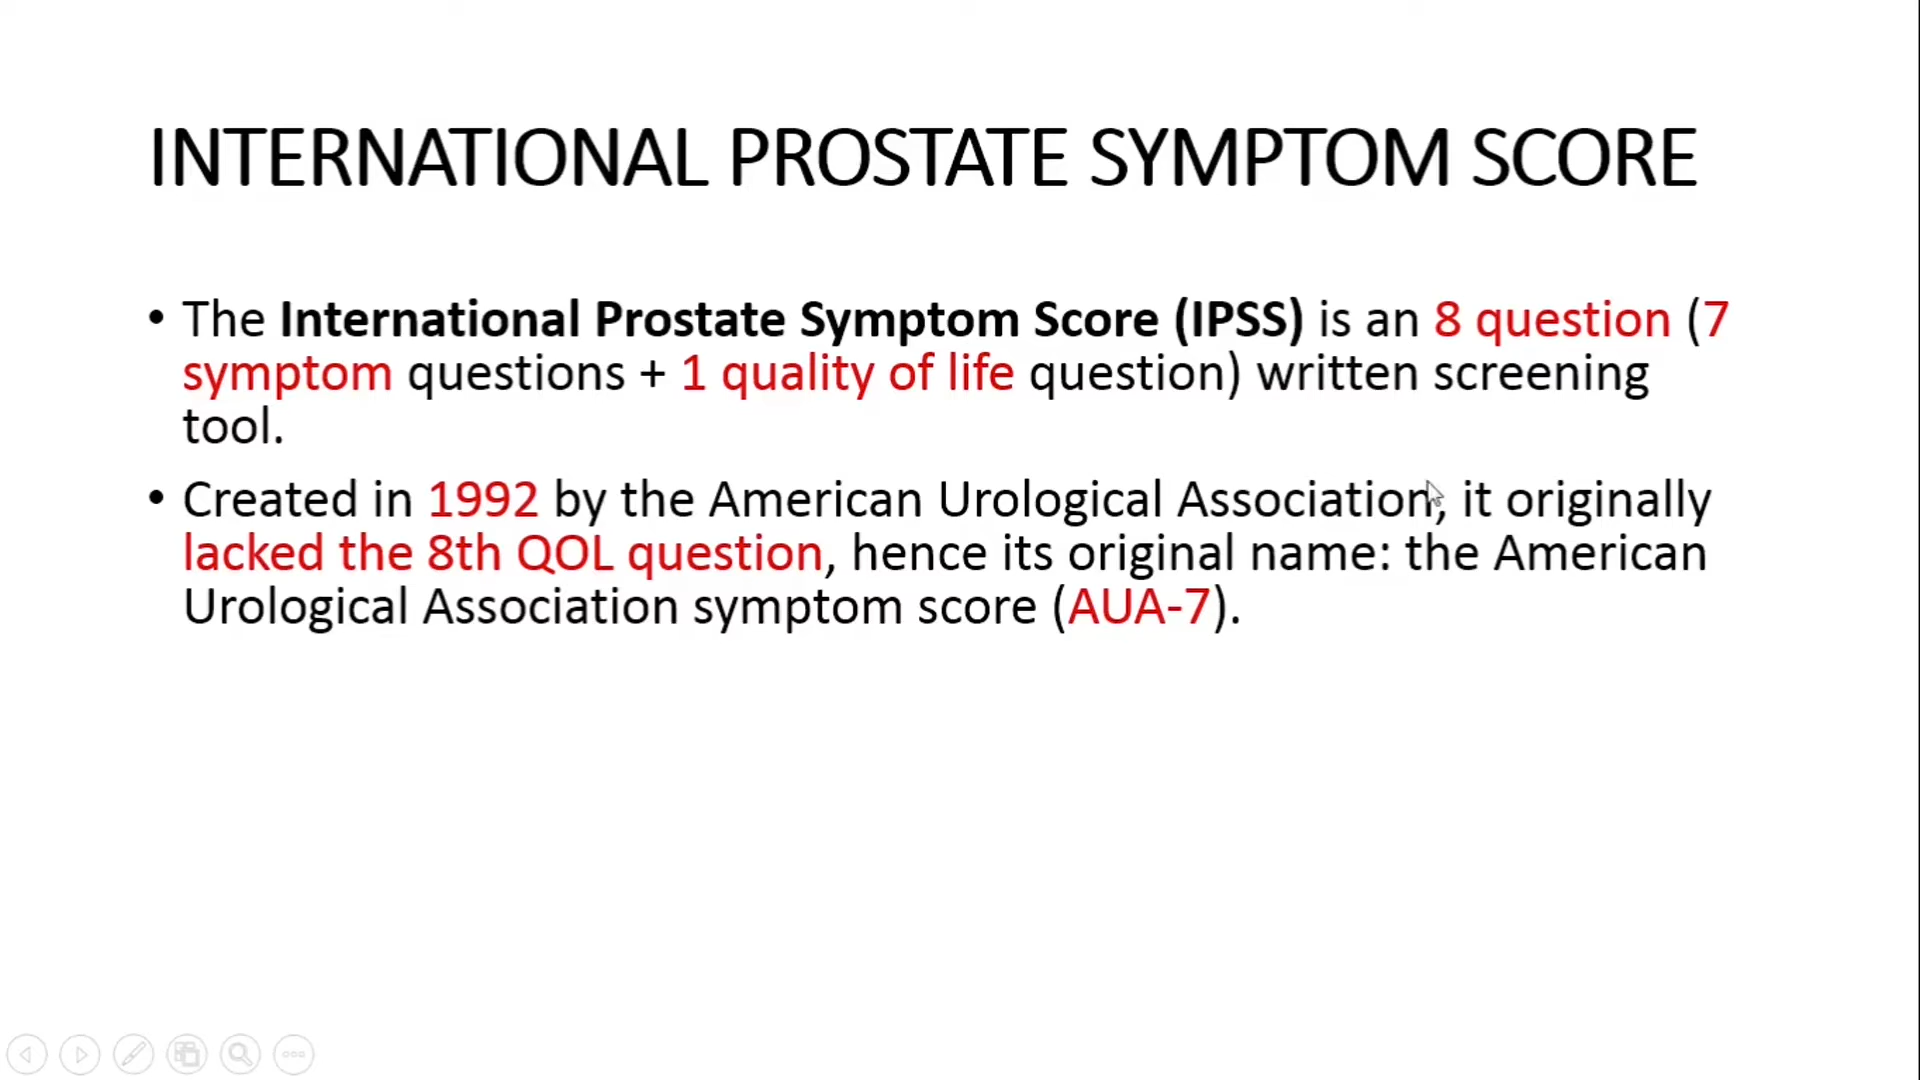 INTERNATIONAL PROSTATE SYMPTOM SCORE
• The International Prostate Symptom Score (IPSS) is an 8 question (7
symptom questions + 1 quality of life question) written screening
tool.
• Created in 1992 by the American Urological Association, it originally
lacked the 8th QOL question, hence its original name: the American
Urological Association symptom score (AUA-7).